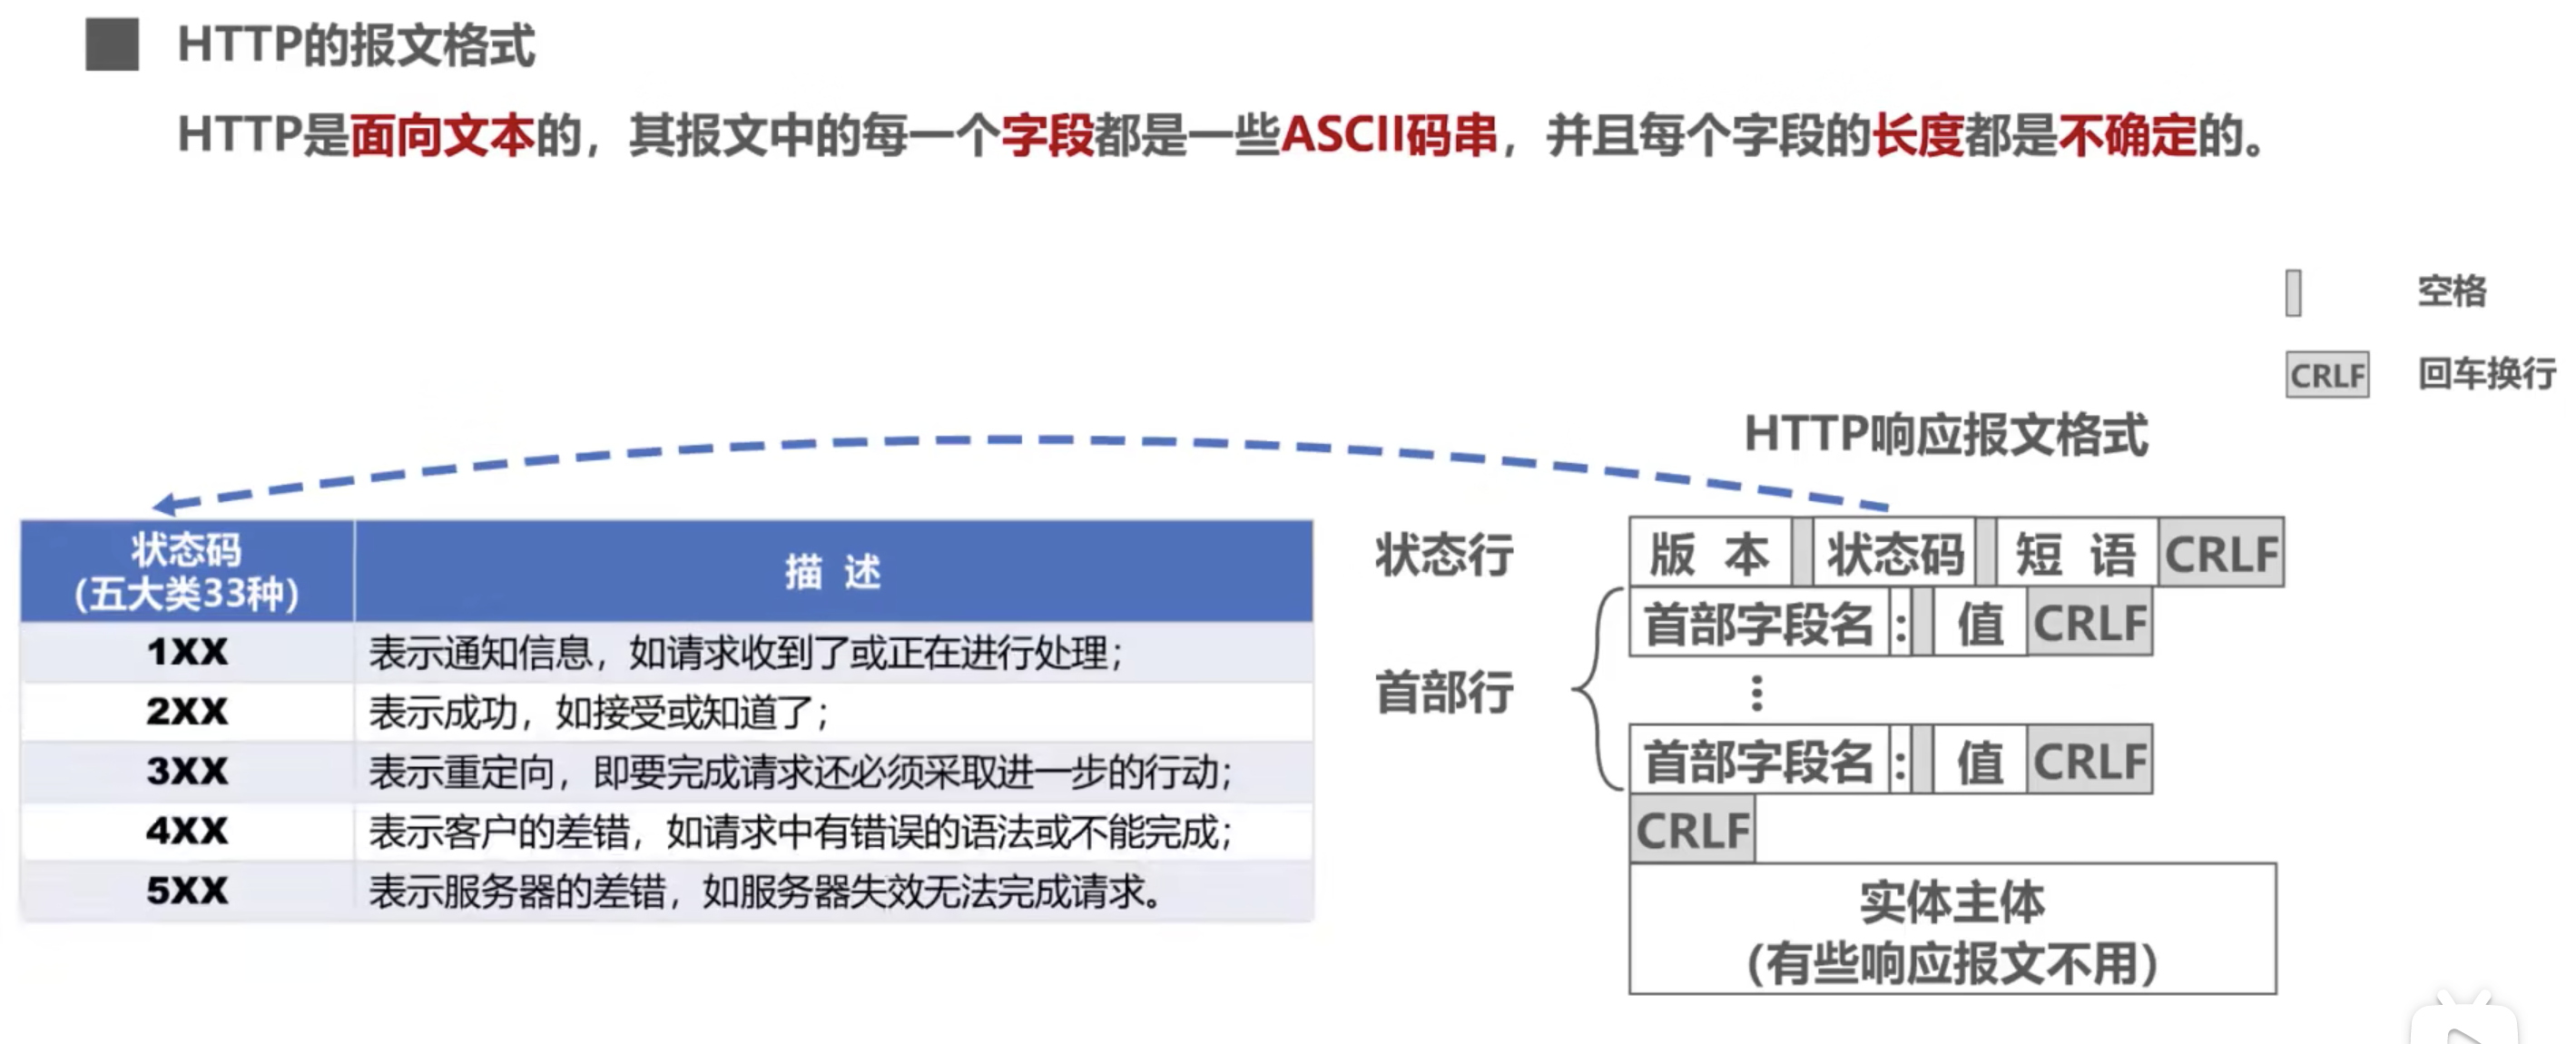 HTTP的报文格式
HTTP是面向文本的，其报文中的每一个字段都是一些ASCII码串，并且每个字段的长度都是不确定的。
空格
CRLF 回车换行
HTTP响应报文格式
状态码
（五大类33种）
描 述
1XX 表示通知信息，如请求收到了或正在进行处理；
2XX 表示成功，如接受或知道了；
3XX 表示重定向，即要完成请求还必须采取进一步的行动；
4XX 表示客户的差错，如请求中有错误的语法或不能完成；
5XX 表示服务器的差错，如服务器失效无法完成请求。
状态行 版 本 状态码 短 语 CRLF
首部字段名 : 值 CRLF
首部行
⋮
首部字段名 : 值 CRLF
CRLF
实体主体
（有些响应报文不用）